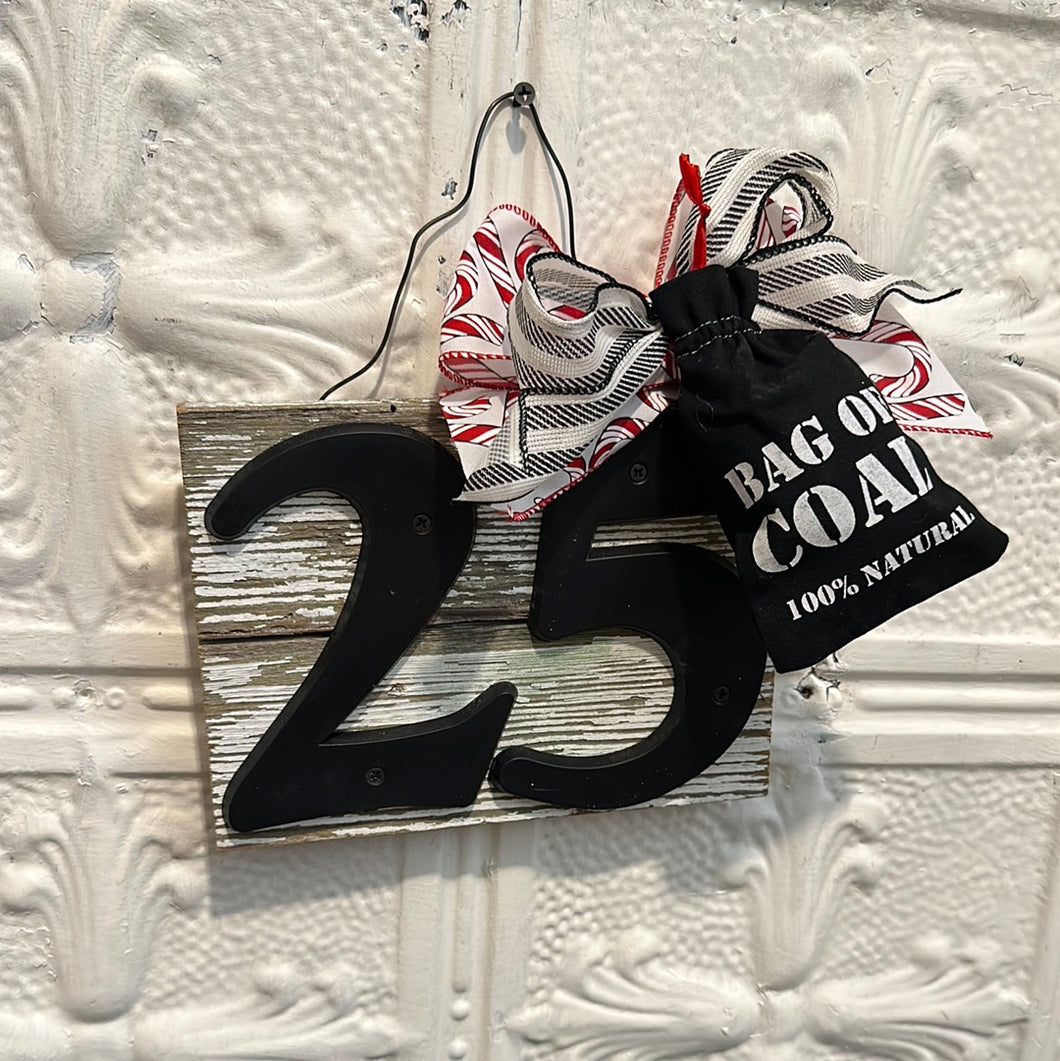 25
BAG OF
COAL
100% NATURAL